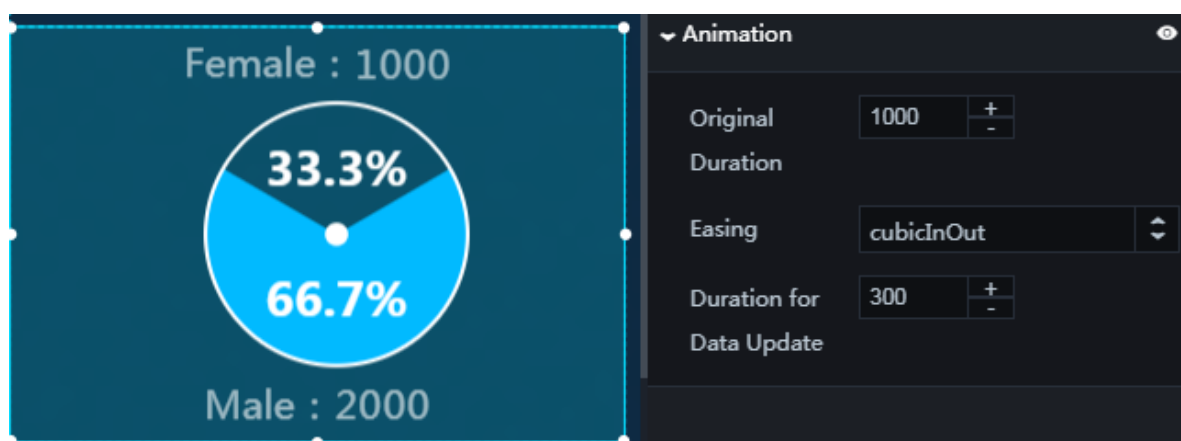 Female : 1000
33.3%
66.7%
Male : 2000
Animation
Original
Duration
1000
+
-
Easing
cubicInOut
Duration for
Data Update
300
+
-